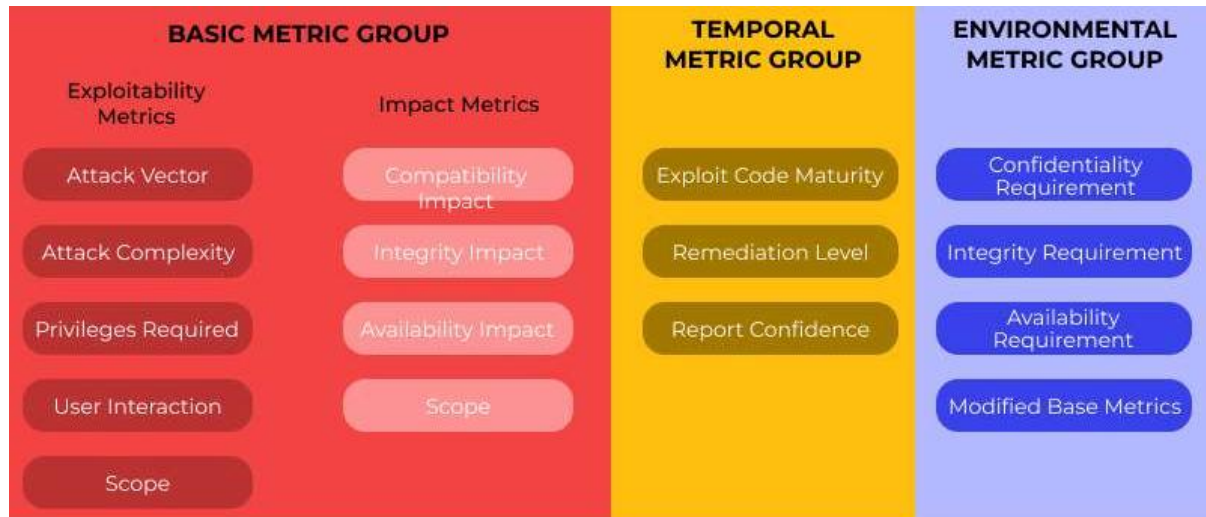 BASIC METRIC GROUP
Exploitability
Metrics
Attack Vector
Attack Complexity
Privileges Required
User Interaction
Scope
Impact Metrics
Compatibility
Impact
Integrity Impact
Availability Impact
Scope
TEMPORAL
METRIC GROUP
Exploit Code Maturity
Remediation Level
Report Confidence
ENVIRONMENTAL
METRIC GROUP
Confidentiality
Requirement
Integrity Requirement
Availability
Requirement
Modified Base Metrics